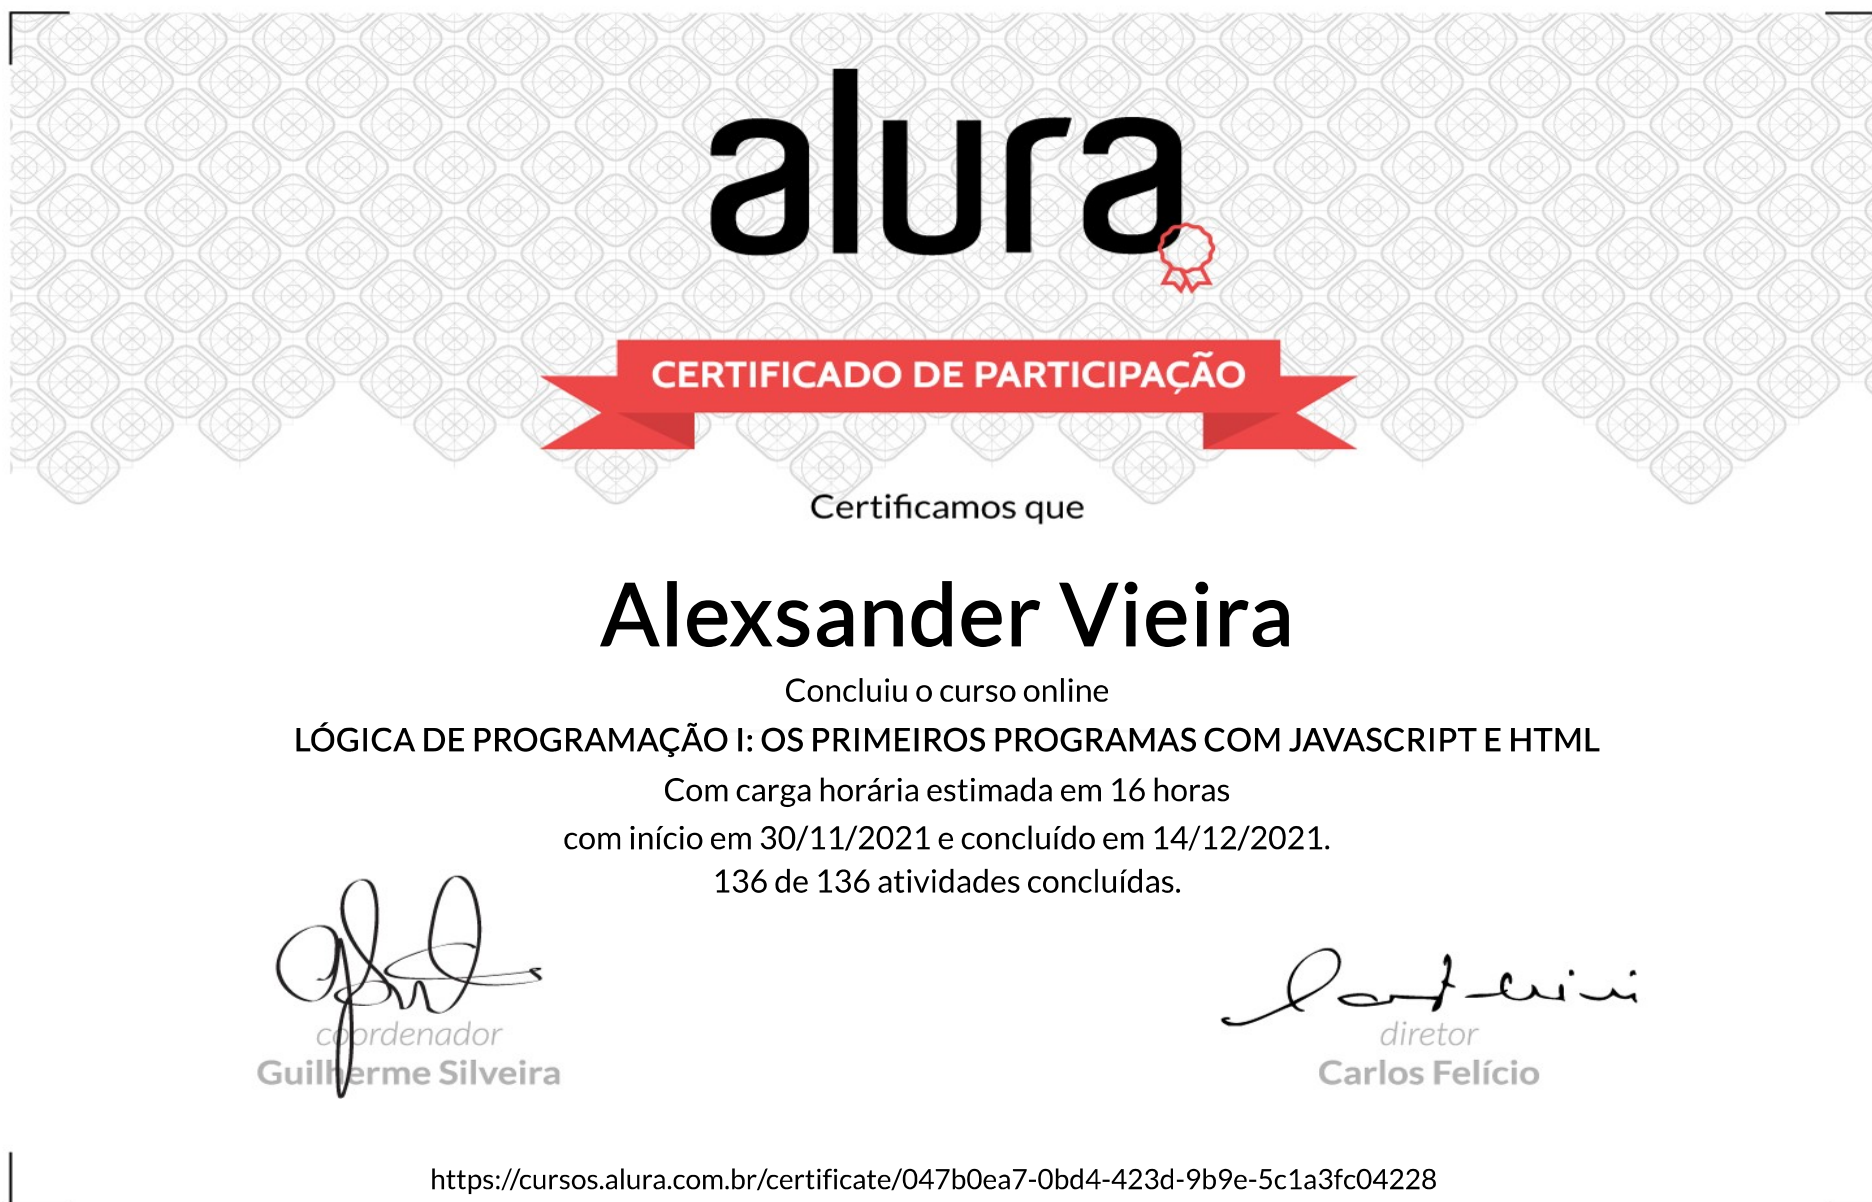 alura
CERTIFICADO DE PARTICIPAÇÃO
Certificamos que
Alexsander Vieira
Concluiu o curso online
LÓGICA DE PROGRAMAÇÃO I: OS PRIMEIROS PROGRAMAS COM JAVASCRIPT E HTML
Com carga horária estimada em 16 horas
com início em 30/11/2021 e concluído em 14/12/2021.
136 de 136 atividades concluídas.
coordenador
Guilherme Silveira
diretor
Carlos Felício
https://cursos.alura.com.br/certificate/047b0ea7-0bd4-423d-9b9e-5c1a3fc04228